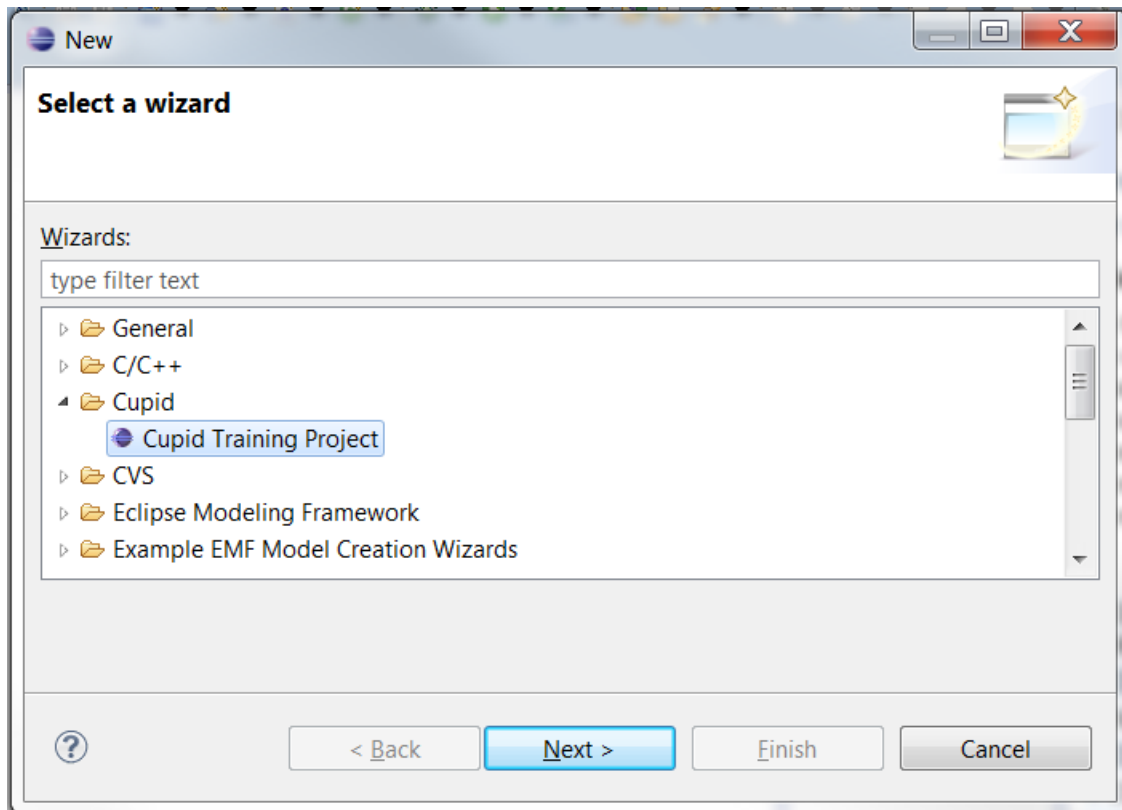 New
Select a wizard
Wizards:
type filter text
General
C/C++
Cupid
Cupid Training Project
CVS
Eclipse Modeling Framework
Example EMF Model Creation Wizards
? < Back Next > Finish Cancel